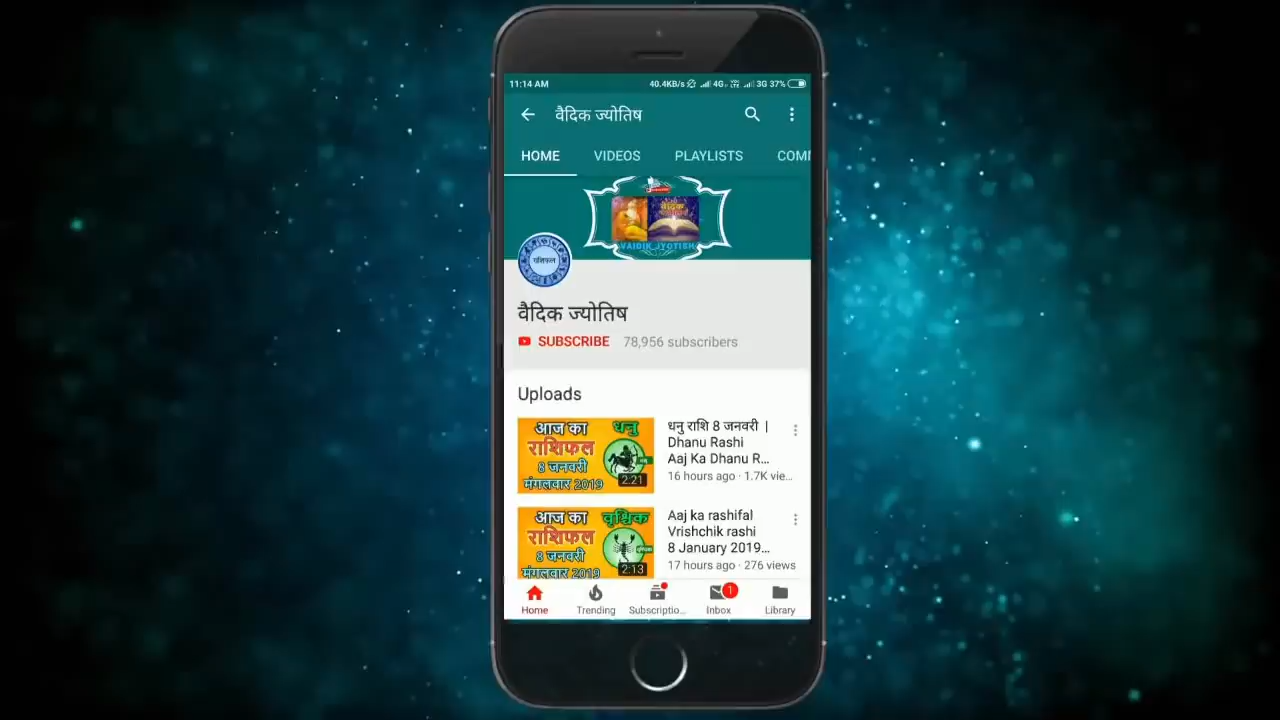 11:14 AM
40.4KB/s 4G 3G 37%
वैदिक ज्योतिष
HOME VIDEOS PLAYLISTS COM
वैदिक
VAIDIK JYOTISH
राशिफल
वैदिक ज्योतिष
SUBSCRIBE 78,956 subscribers
Uploads
आज का धनु
राशिफल
8 जनवरी
मंगलवार 2019
2:21
धनु राशि 8 जनवरी |
Dhanu Rashi
Aaj Ka Dhanu R...
16 hours ago · 1.7K vie...
आज का वृश्चिक
राशिफल
8 जनवरी
मंगलवार 2019
2:13
Aaj ka rashifal
Vrishchik rashi
8 January 2019...
17 hours ago · 276 views
1
Home Trending Subscriptio... Inbox Library